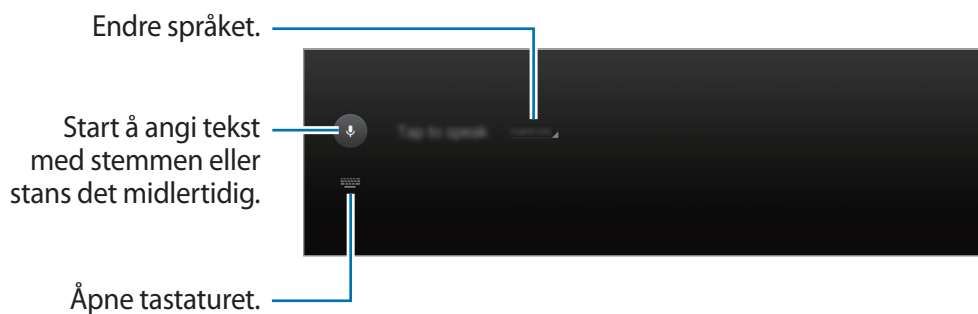 Endre språket.
Start å angi tekst
med stemmen eller
stans det midlertidig.
Tap to speak
Åpne tastaturet.